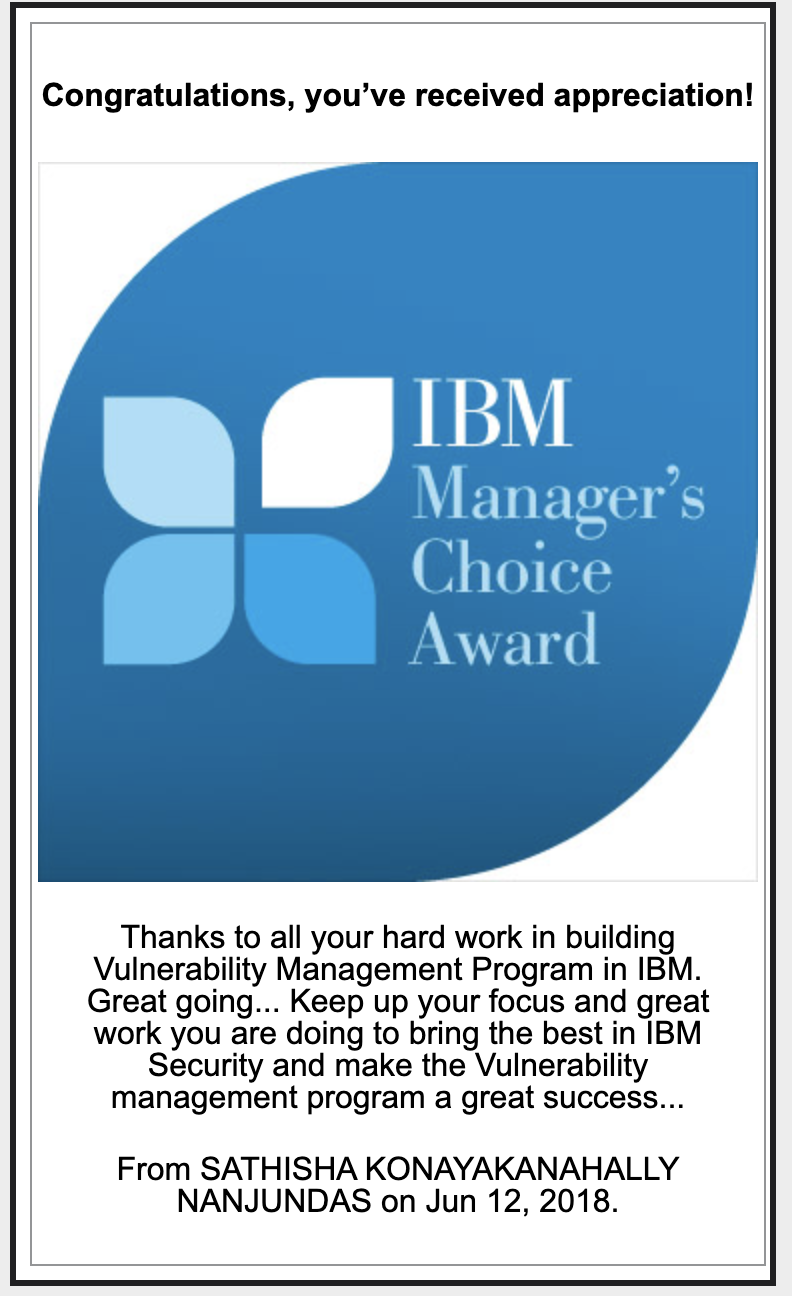 Congratulations, you’ve received appreciation!
IBM
Manager’s
Choice
Award
Thanks to all your hard work in building
Vulnerability Management Program in IBM.
Great going... Keep up your focus and great
work you are doing to bring the best in IBM
Security and make the Vulnerability
management program a great success...
From SATHISHA KONAYAKANAHALLY
NANJUNDAS on Jun 12, 2018.